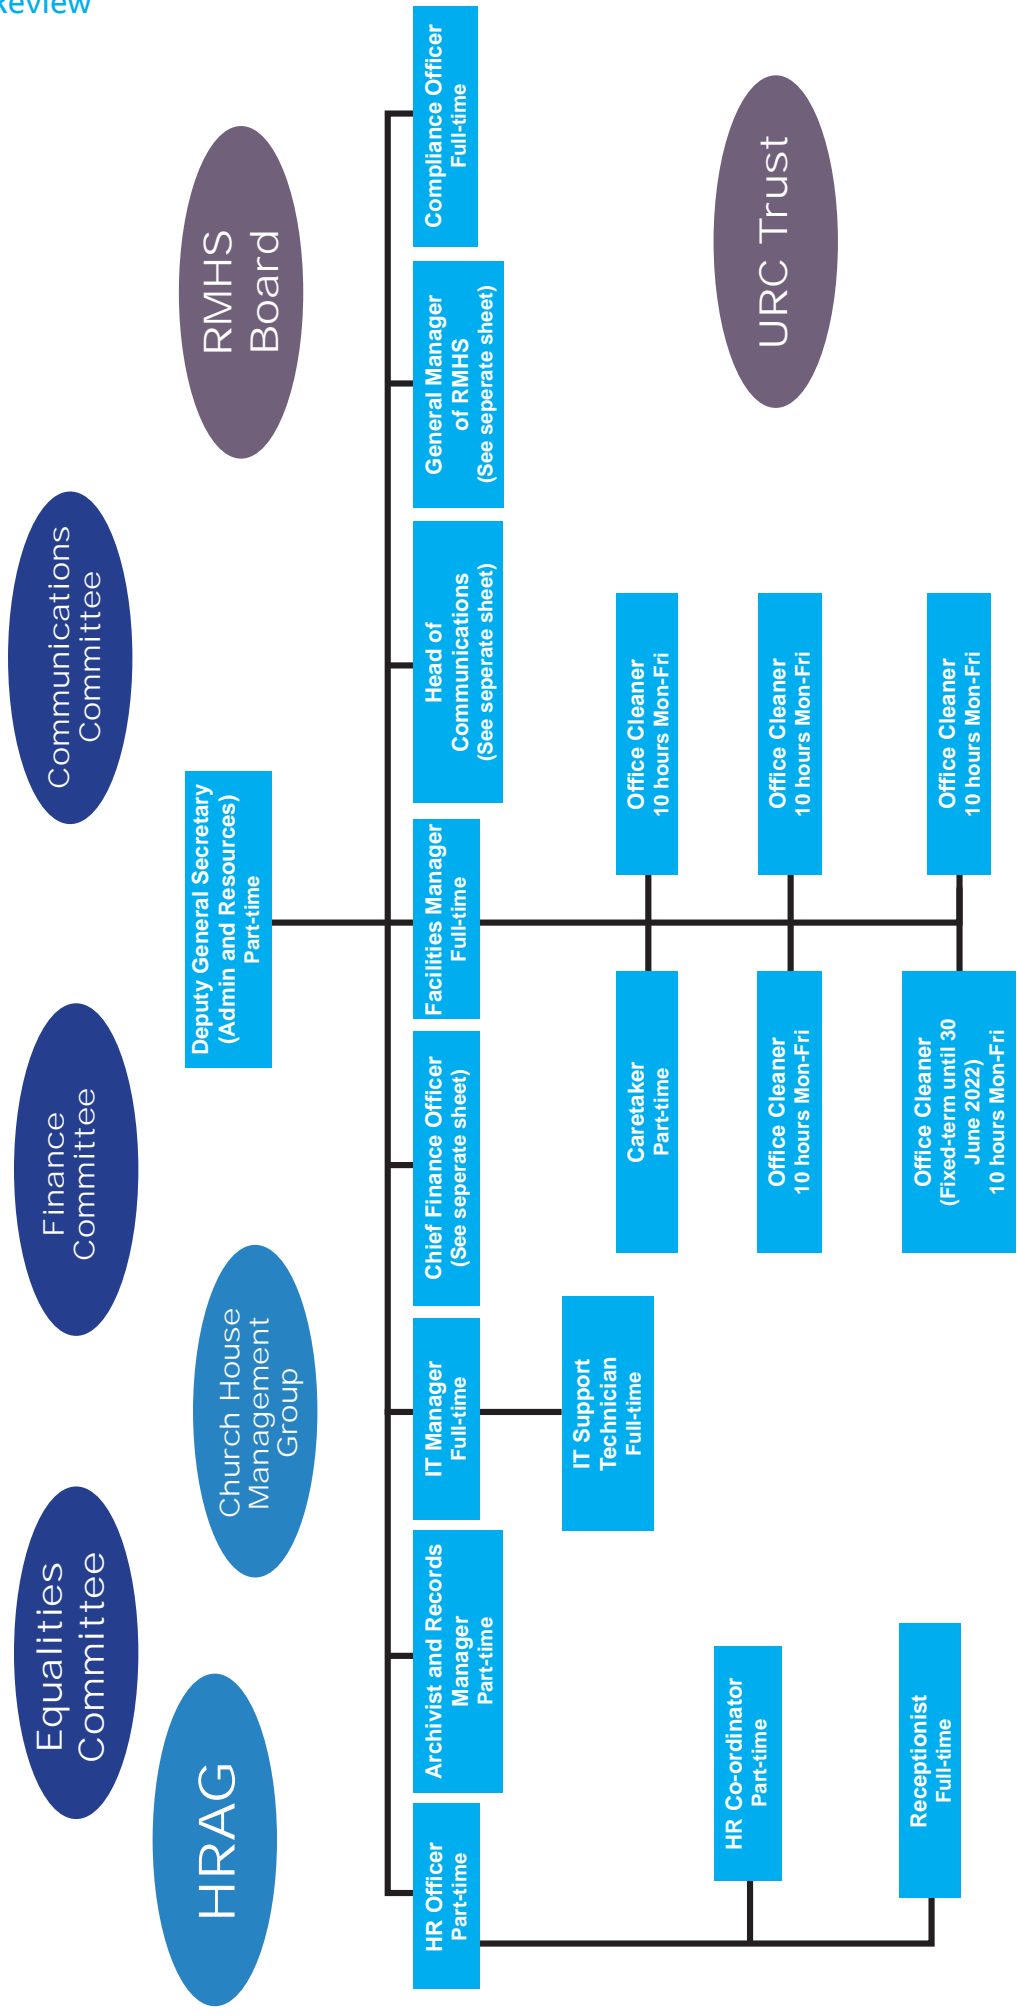 Review
Equalities
Committee
Finance
Committee
Communications
Committee
HRAG
Church House
Management
Group
RMHS
Board
Deputy General Secretary
(Admin and Resources)
Part-time
HR Officer
Part-time
Archivist and Records
Manager
Part-time
IT Manager
Full-time
Chief Finance Officer
(See seperate sheet)
Facilities Manager
Full-time
Head of
Communications
(See seperate sheet)
General Manager
of RMHS
(See seperate sheet)
Compliance Officer
Full-time
IT Support
Technician
Full-time
Caretaker
Part-time
Office Cleaner
10 hours Mon-Fri
HR Co-ordinator
Part-time
Office Cleaner
10 hours Mon-Fri
Office Cleaner
10 hours Mon-Fri
URC Trust
Receptionist
Full-time
Office Cleaner
(Fixed-term until 30
June 2022)
10 hours Mon-Fri
Office Cleaner
10 hours Mon-Fri